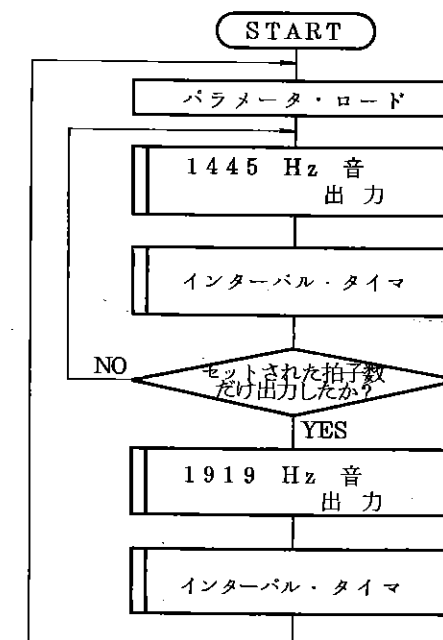 START
パラメータ・ロード
1445 Hz 音
出力
インターバル・タイマ
セットされた拍子数
だけ出力したか?
NO
YES
1919 Hz 音
出力
インターバル・タイマ